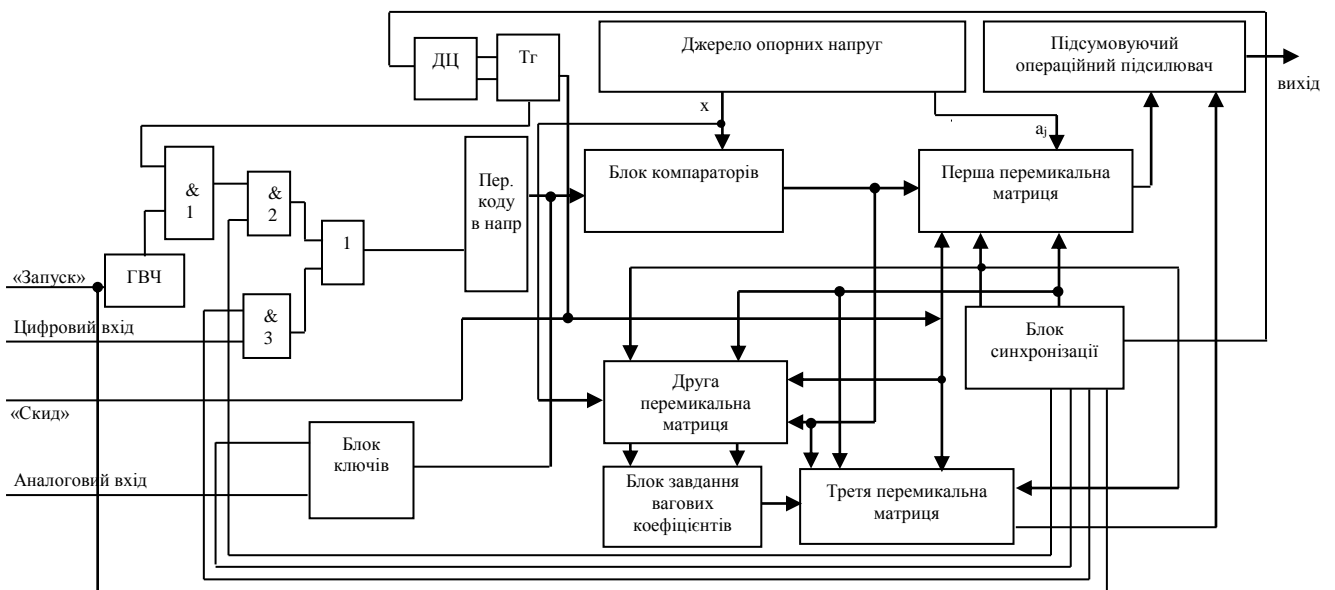 ДЦ
Тг
Джерело опорних напруг
Підсумовуючий
операційний підсилювач
вихід
x
aj
&
1
&
2
1
Пер.
коду
в напр
Блок компараторів
Перша перемикальна
матриця
«Запуск»
ГВЧ
Цифровий вхід
&
3
Блок
синхронізації
«Скид»
Друга
перемикальна
матриця
Блок
ключів
Аналоговий вхід
Блок завдання
вагових
коефіцієнтів
Третя перемикальна
матриця